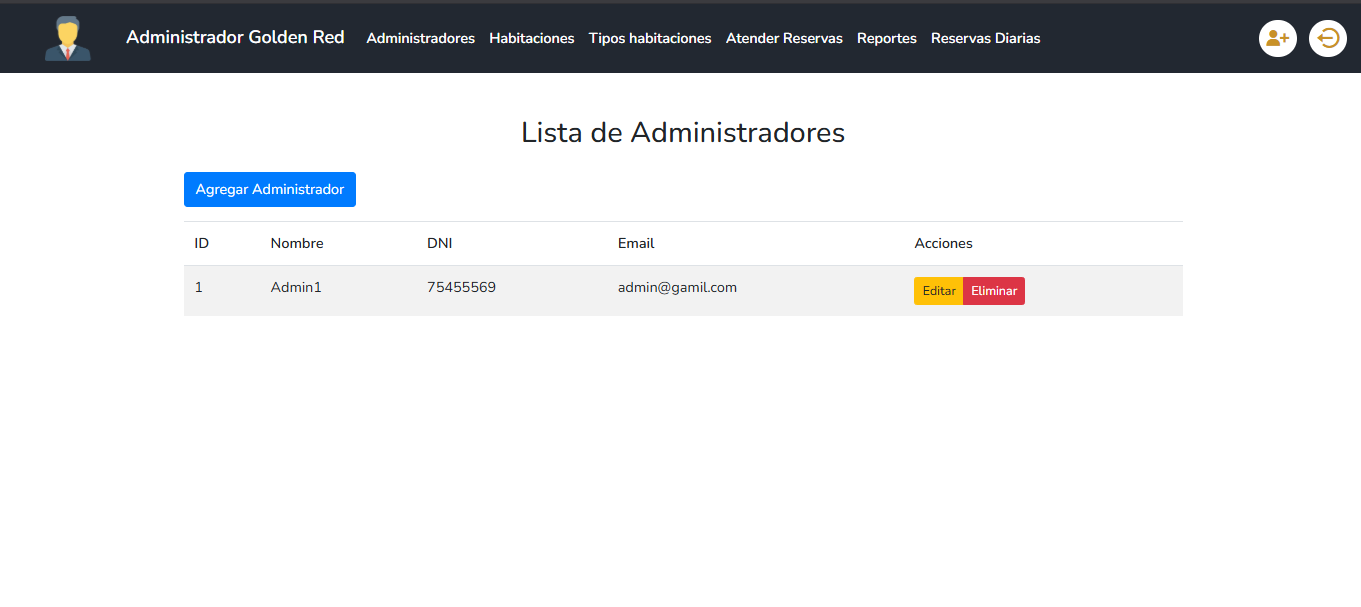 Administrador Golden Red Administradores Habitaciones Tipos habitaciones Atender Reservas Reportes Reservas Diarias
Lista de Administradores
Agregar Administrador
ID Nombre DNI Email Acciones
1 Admin1 75455569 admin@gamil.com Editar Eliminar